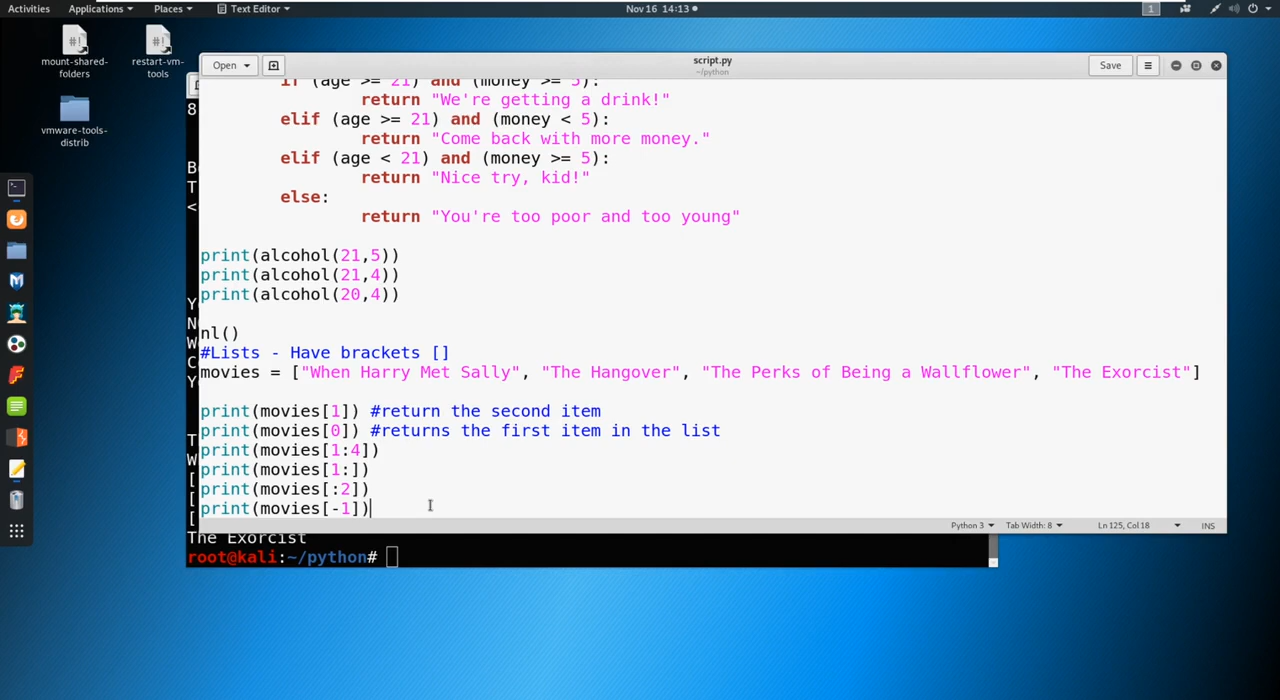 Activities Applications Places Text Editor Nov 16 14:13 1
mount-shared-folders
restart-vm-tools
vmware-tools-distrib
Open script.py Save
~/python
if (age >= 21) and (money >= 5):
return "We're getting a drink!"
elif (age >= 21) and (money < 5):
return "Come back with more money."
elif (age < 21) and (money >= 5):
return "Nice try, kid!"
else:
return "You're too poor and too young"
print(alcohol(21,5))
print(alcohol(21,4))
print(alcohol(20,4))
nl()
#Lists - Have brackets []
movies = ["When Harry Met Sally", "The Hangover", "The Perks of Being a Wallflower", "The Exorcist"]
print(movies[1]) #return the second item
print(movies[0]) #returns the first item in the list
print(movies[1:4])
print(movies[1:])
print(movies[:2])
print(movies[-1])
Python 3 Tab Width: 8 Ln 125, Col 18 INS
The Exorcist
root@kali:~/python#